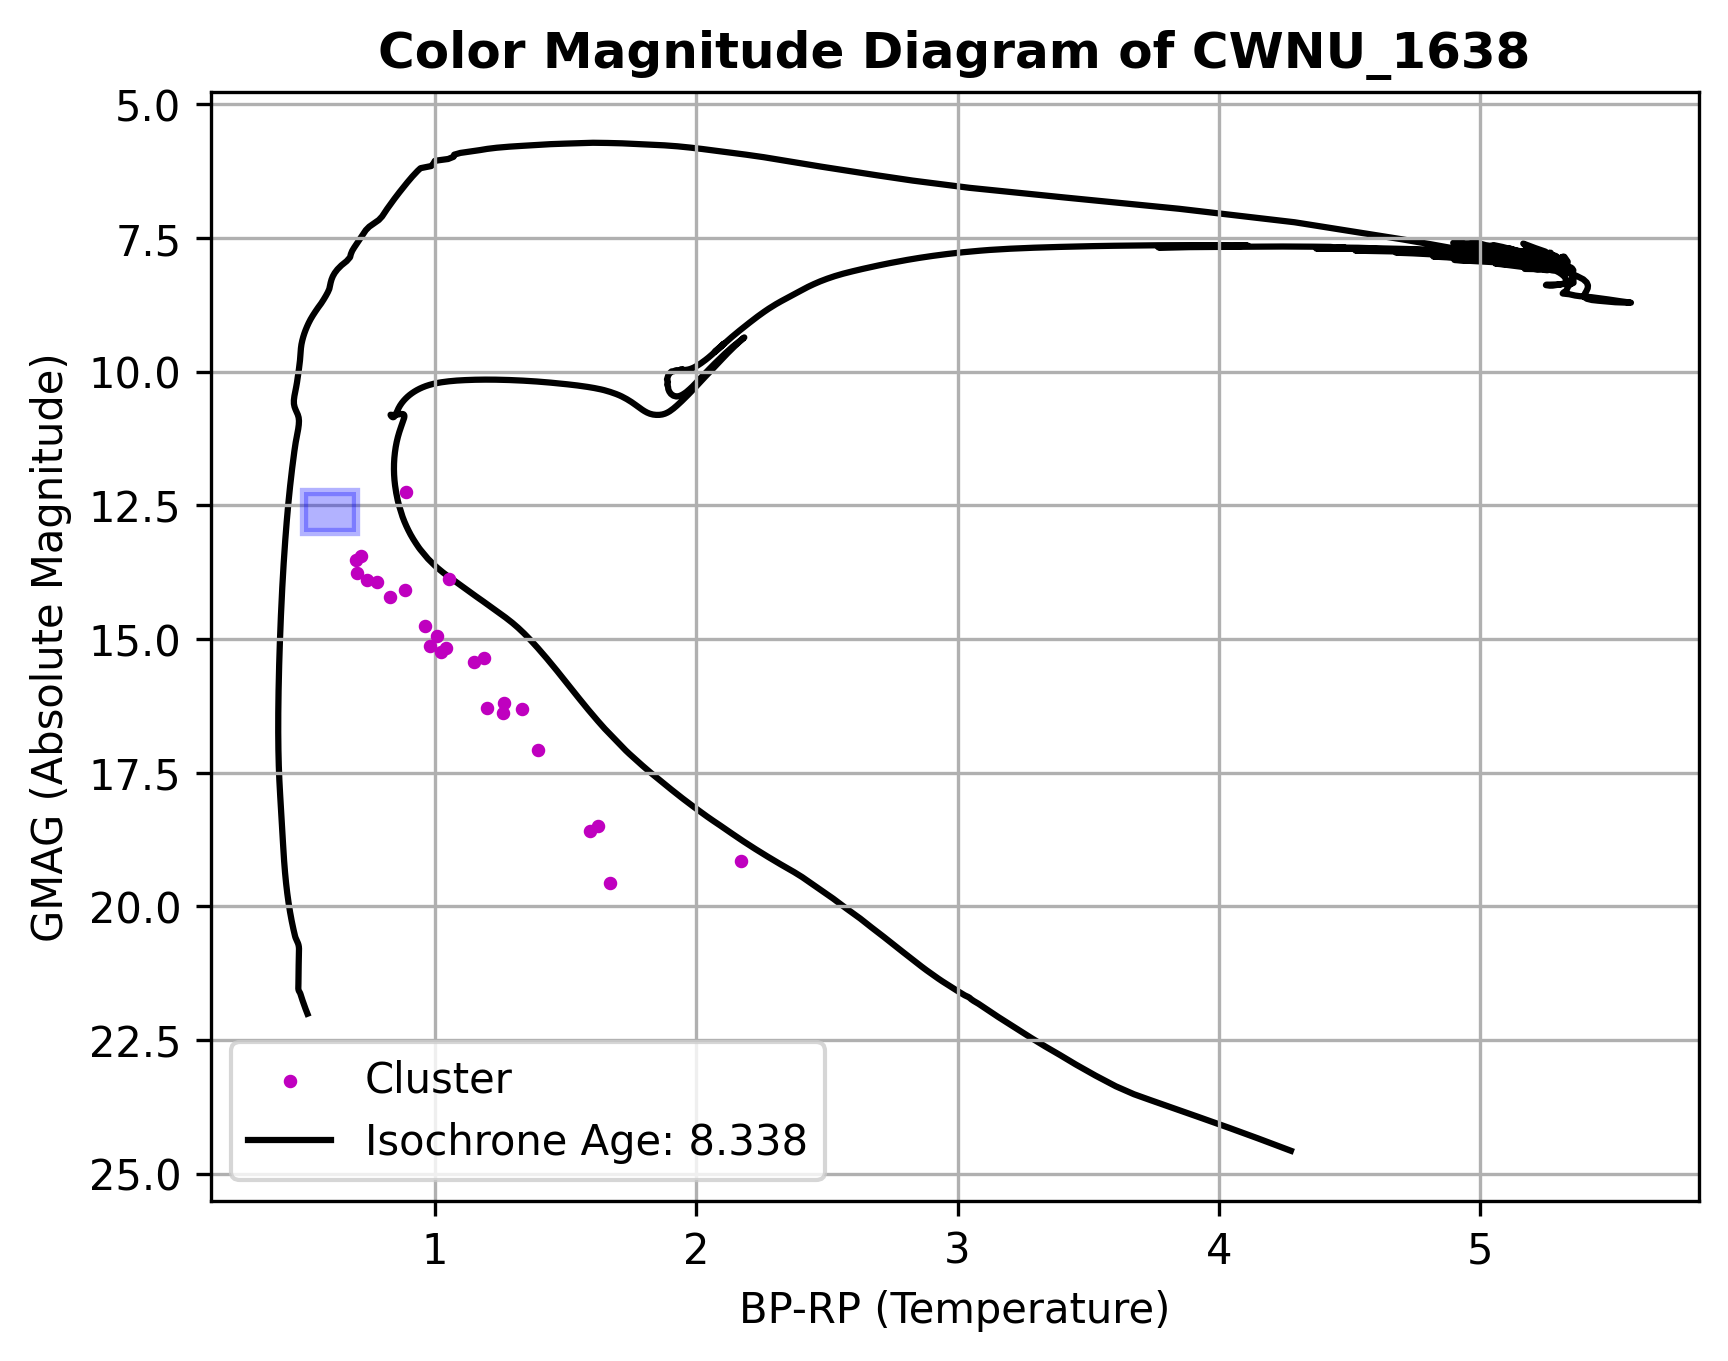 Color Magnitude Diagram of CWNU_1638
GMAG (Absolute Magnitude)
5.0
7.5
10.0
12.5
15.0
17.5
20.0
22.5
25.0
Cluster
Isochrone Age: 8.338
1 2 3 4 5
BP-RP (Temperature)